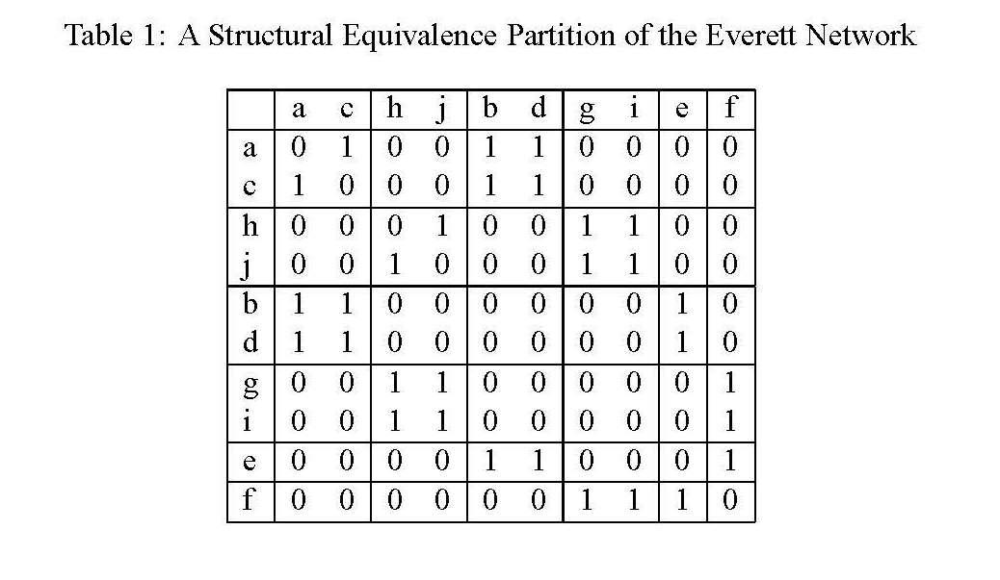 Table 1: A Structural Equivalence Partition of the Everett Network
a c h j b d g i e f
a 0 1 0 0 1 1 0 0 0 0
c 1 0 0 0 1 1 0 0 0 0
h 0 0 0 1 0 0 1 1 0 0
j 0 0 1 0 0 0 1 1 0 0
b 1 1 0 0 0 0 0 0 1 0
d 1 1 0 0 0 0 0 0 1 0
g 0 0 1 1 0 0 0 0 0 1
i 0 0 1 1 0 0 0 0 0 1
e 0 0 0 0 1 1 0 0 0 1
f 0 0 0 0 0 0 1 1 1 0